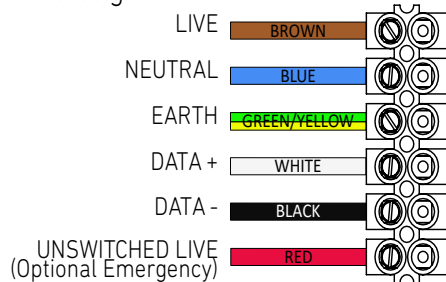 LIVE BROWN
NEUTRAL BLUE
EARTH GREEN/YELLOW
DATA + WHITE
DATA - BLACK
UNSWITCHED LIVE RED
(Optional Emergency)